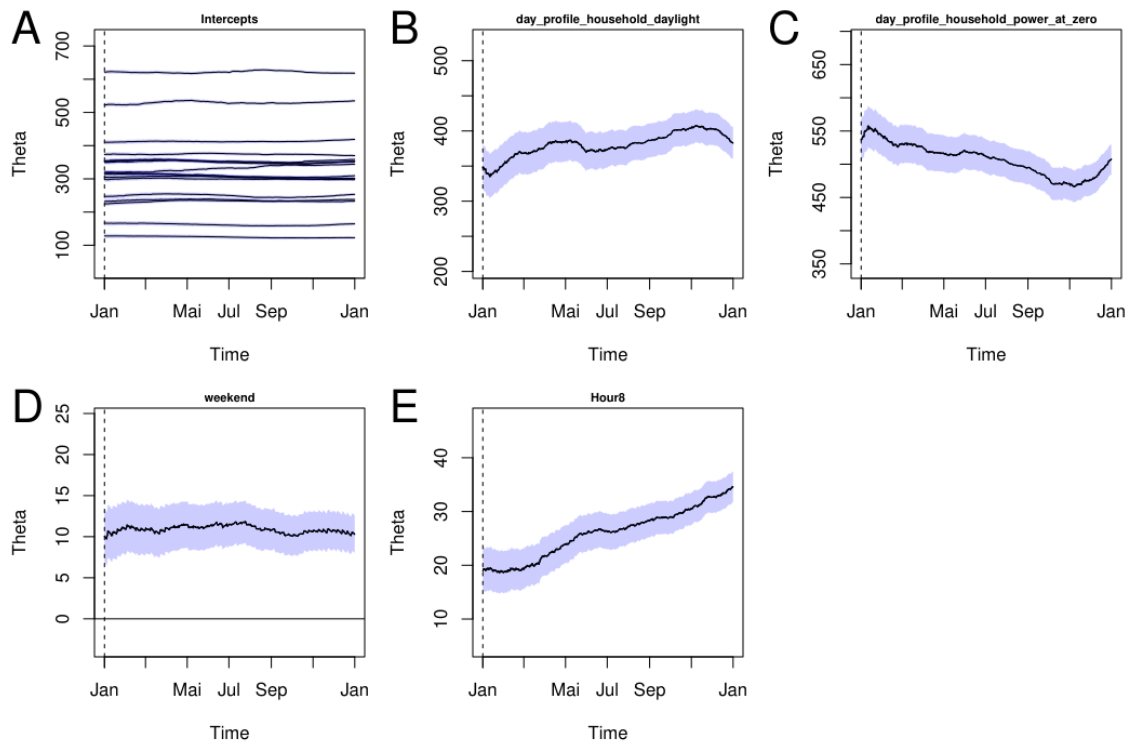 A
Intercepts
Theta
700
500
300
100
Jan Mai Jul Sep Jan
Time
B
day_profile_household_daylight
Theta
500
400
300
200
Jan Mai Jul Sep Jan
Time
C
day_profile_household_power_at_zero
Theta
650
550
450
350
Jan Mai Jul Sep Jan
Time
D
weekend
Theta
25
20
15
10
5
0
Jan Mai Jul Sep Jan
Time
E
Hour8
Theta
40
30
20
10
Jan Mai Jul Sep Jan
Time